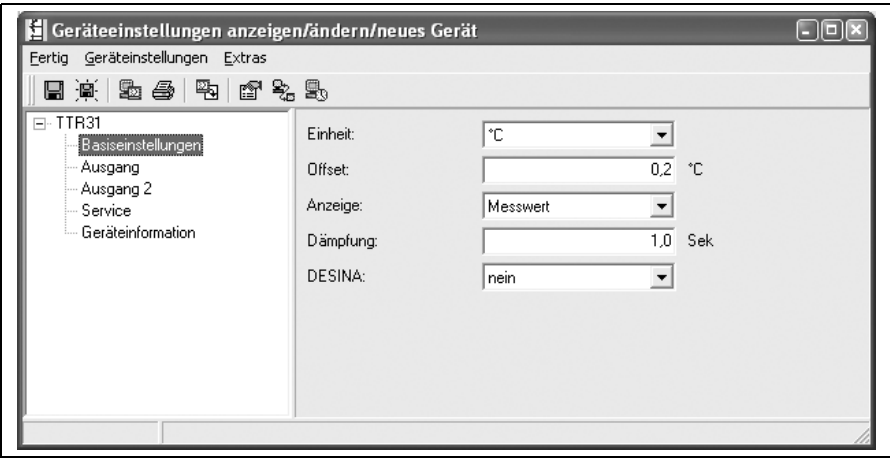 Geräteeinstellungen anzeigen/ändern/neues Gerät
Fertig Geräteinstellungen Extras
TTR31
Basiseinstellungen
Ausgang
Ausgang 2
Service
Geräteinformation
Einheit: °C
Offset: 0,2 °C
Anzeige: Messwert
Dämpfung: 1,0 Sek
DESINA: nein